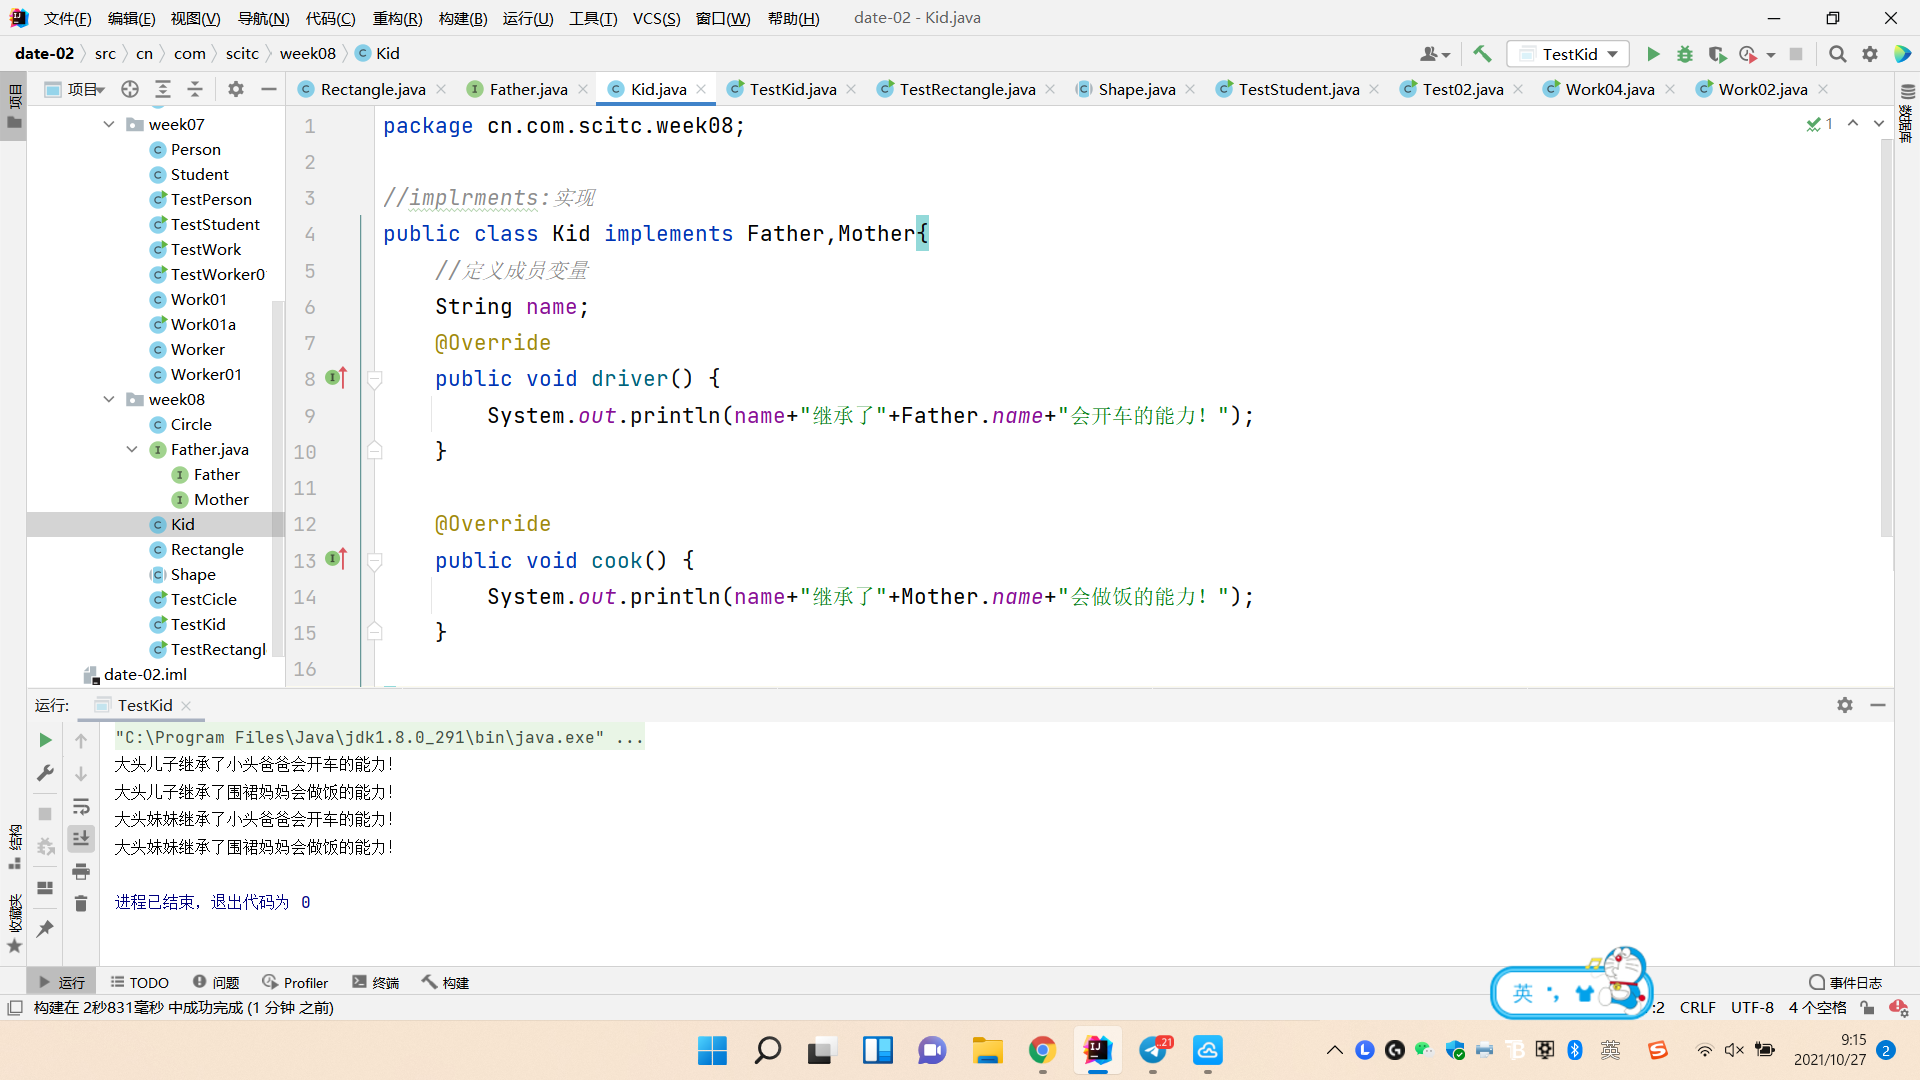 文件(F) 编辑(E) 视图(V) 导航(N) 代码(C) 重构(R) 构建(B) 运行(U) 工具(T) VCS(S) 窗口(W) 帮助(H) date-02 - Kid.java
date-02 src cn com scitc week08 Kid TestKid
项目 Rectangle.java Father.java Kid.java TestKid.java TestRectangle.java Shape.java TestStudent.java Test02.java Work04.java Work02.java
项目
数据库
结构
收藏夹
week07
Person
Student
TestPerson
TestStudent
TestWork
TestWorker0
Work01
Work01a
Worker
Worker01
week08
Circle
Father.java
Father
Mother
Kid
Rectangle
Shape
TestCicle
TestKid
TestRectangl
date-02.iml
1 package cn.com.scitc.week08; 1
2
3 //implrments:实现
4 public class Kid implements Father,Mother{
5 //定义成员变量
6 String name;
7 @Override
8 public void driver() {
9 System.out.println(name+"继承了"+Father.name+"会开车的能力！");
10 }
11
12 @Override
13 public void cook() {
14 System.out.println(name+"继承了"+Mother.name+"会做饭的能力！");
15 }
16
运行: TestKid
"C:\Program Files\Java\jdk1.8.0_291\bin\java.exe" ...
大头儿子继承了小头爸爸会开车的能力！
大头儿子继承了围裙妈妈会做饭的能力！
大头妹妹继承了小头爸爸会开车的能力！
大头妹妹继承了围裙妈妈会做饭的能力！
进程已结束，退出代码为 0
运行 TODO 问题 Profiler 终端 构建 事件日志
构建在 2秒831毫秒 中成功完成 (1 分钟 之前) :2 CRLF UTF-8 4 个空格
英
21
英
9:15
2021/10/27 2